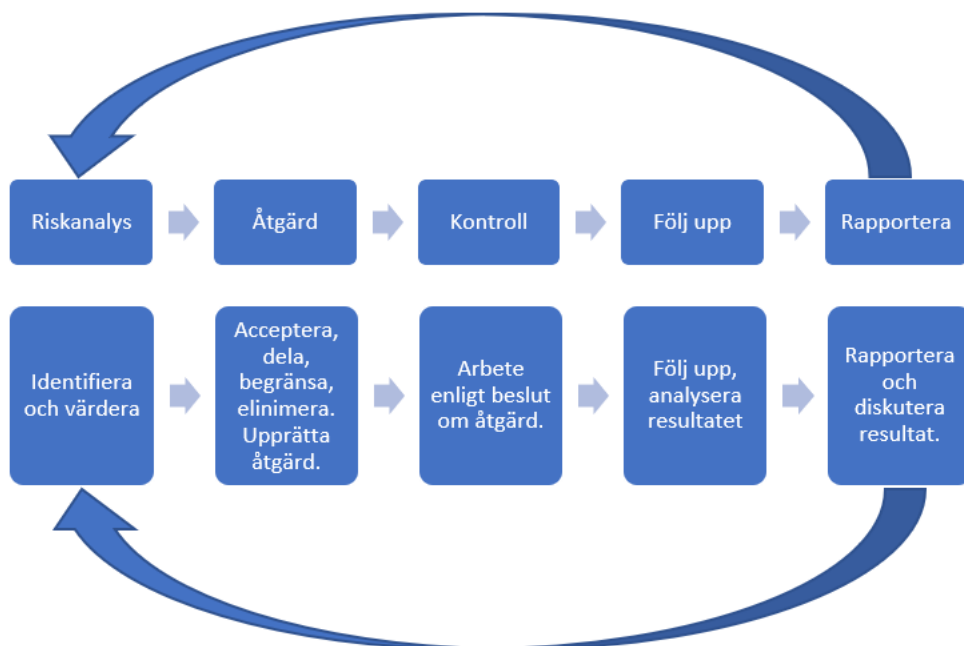 Riskanalys
Åtgärd
Kontroll
Följ upp
Rapportera
Identifiera
och värdera
Acceptera,
dela,
begränsa,
elinimera.
Upprätta
åtgärd.
Arbete
enligt beslut
om åtgärd.
Följ upp,
analysera
resultatet
Rapportera
och
diskutera
resultat.